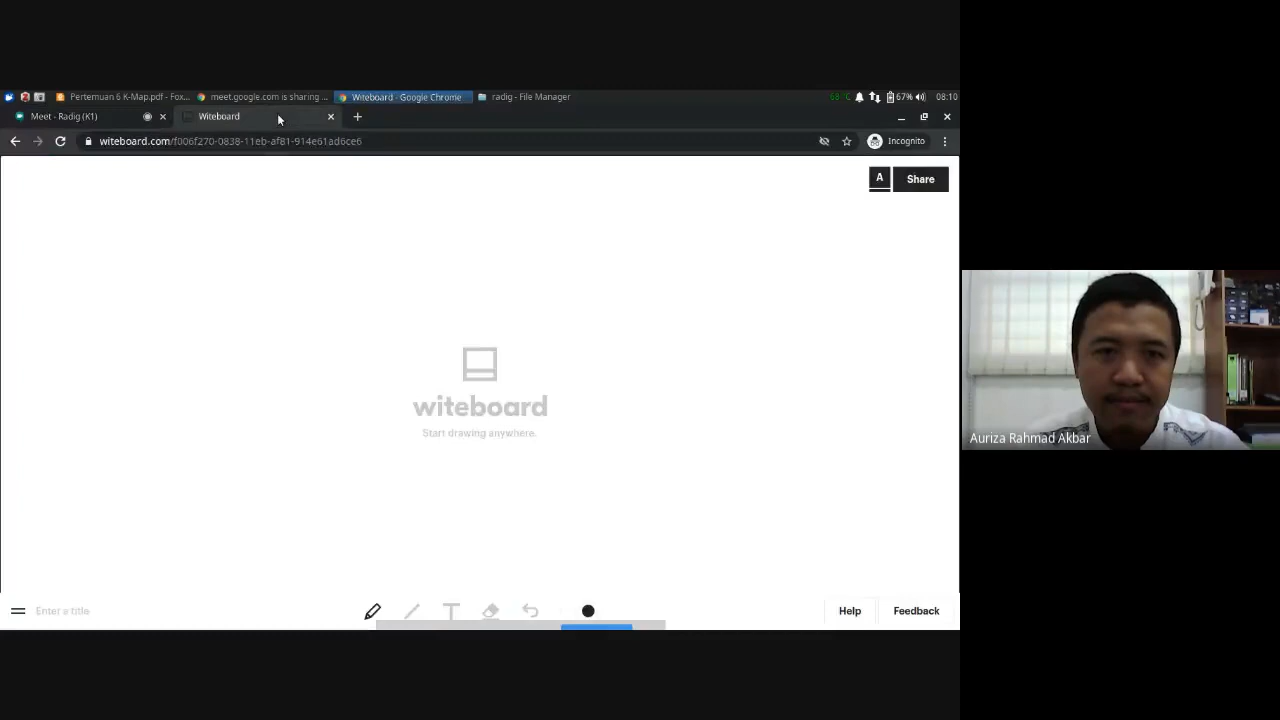 Pertemuan 6 K-Map.pdf - Fox... meet.google.com is sharing ... Witeboard - Google Chrome radig - File Manager 68°C 67% 08:10
Meet - Radig (K1) Witeboard
witeboard.com/f006f270-0838-11eb-af81-914e61ad6ce6 Incognito
A Share
witeboard
Start drawing anywhere.
Auriza Rahmad Akbar
Enter a title T Help Feedback